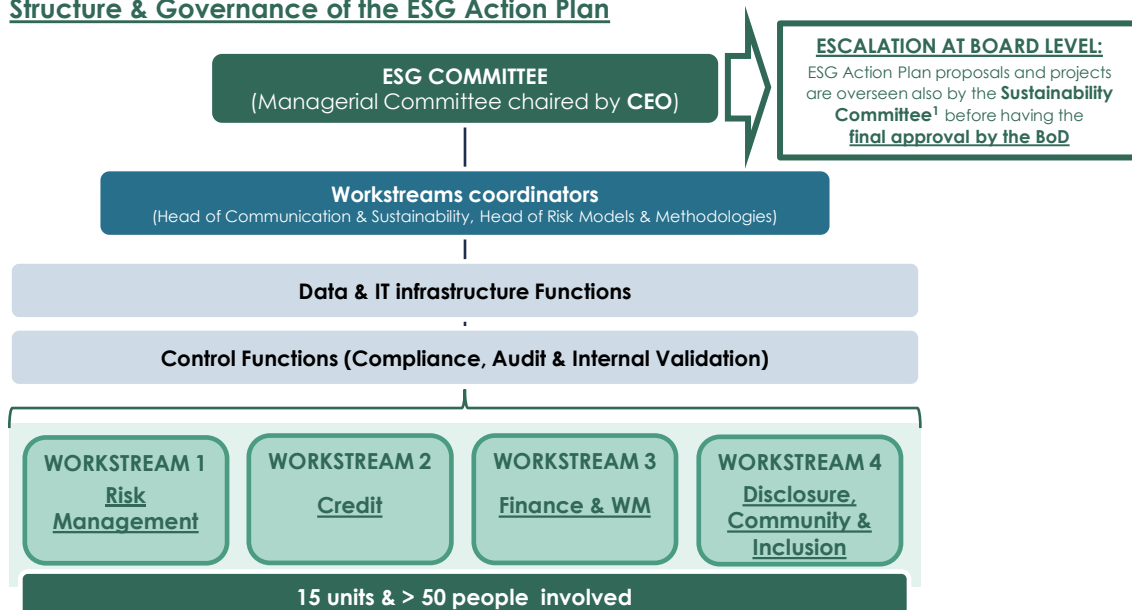 Structure & Governance of the ESG Action Plan
ESG COMMITTEE
(Managerial Committee chaired by CEO)
ESCALATION AT BOARD LEVEL:
ESG Action Plan proposals and projects
are overseen also by the Sustainability
Committee¹ before having the
final approval by the BoD
Workstreams coordinators
(Head of Communication & Sustainability, Head of Risk Models & Methodologies)
Data & IT infrastructure Functions
Control Functions (Compliance, Audit & Internal Validation)
WORKSTREAM 1
Risk
Management
WORKSTREAM 2
Credit
WORKSTREAM 3
Finance & WM
WORKSTREAM 4
Disclosure,
Community &
Inclusion
15 units & > 50 people involved